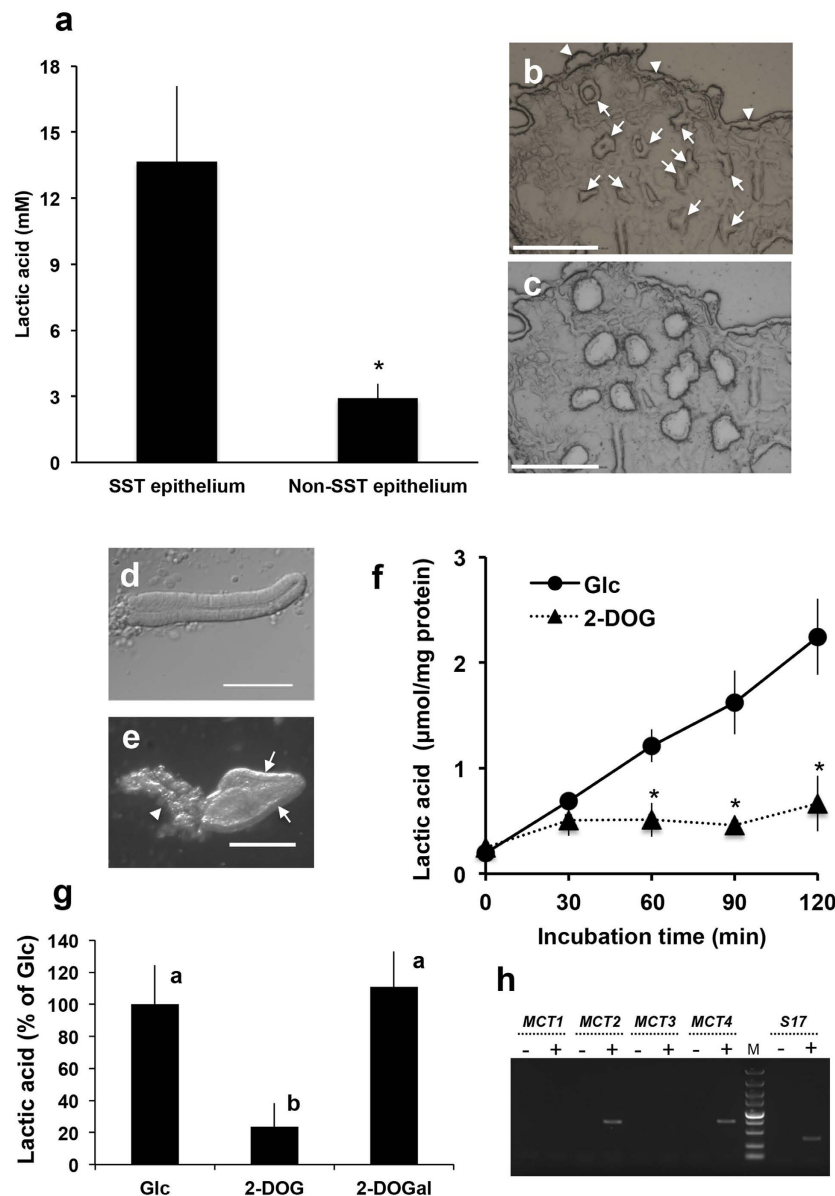 a
18
15
12
9
6
3
0
Lactic acid (mM)
*
SST epithelium
Non-SST epithelium
b
c
d
e
f
3
2
1
0
Lactic acid (μmol/mg protein)
Glc
2-DOG
*
*
*
0 30 60 90 120
Incubation time (min)
g
140
120
100
80
60
40
20
0
Lactic acid (% of Glc)
a
b
a
Glc 2-DOG 2-DOGal
h
MCT1 MCT2 MCT3 MCT4 S17
- + - + - + - + M - +